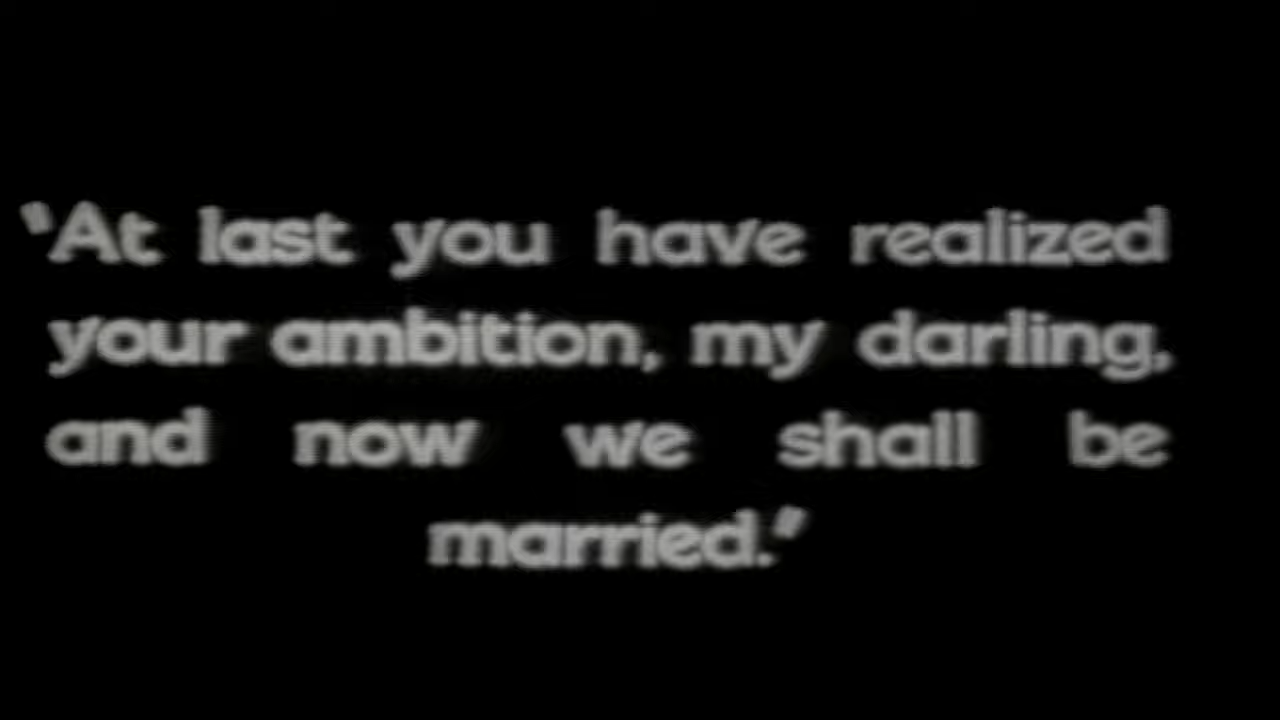 "At last you have realized
your ambition, my darling,
and now we shall be
married."